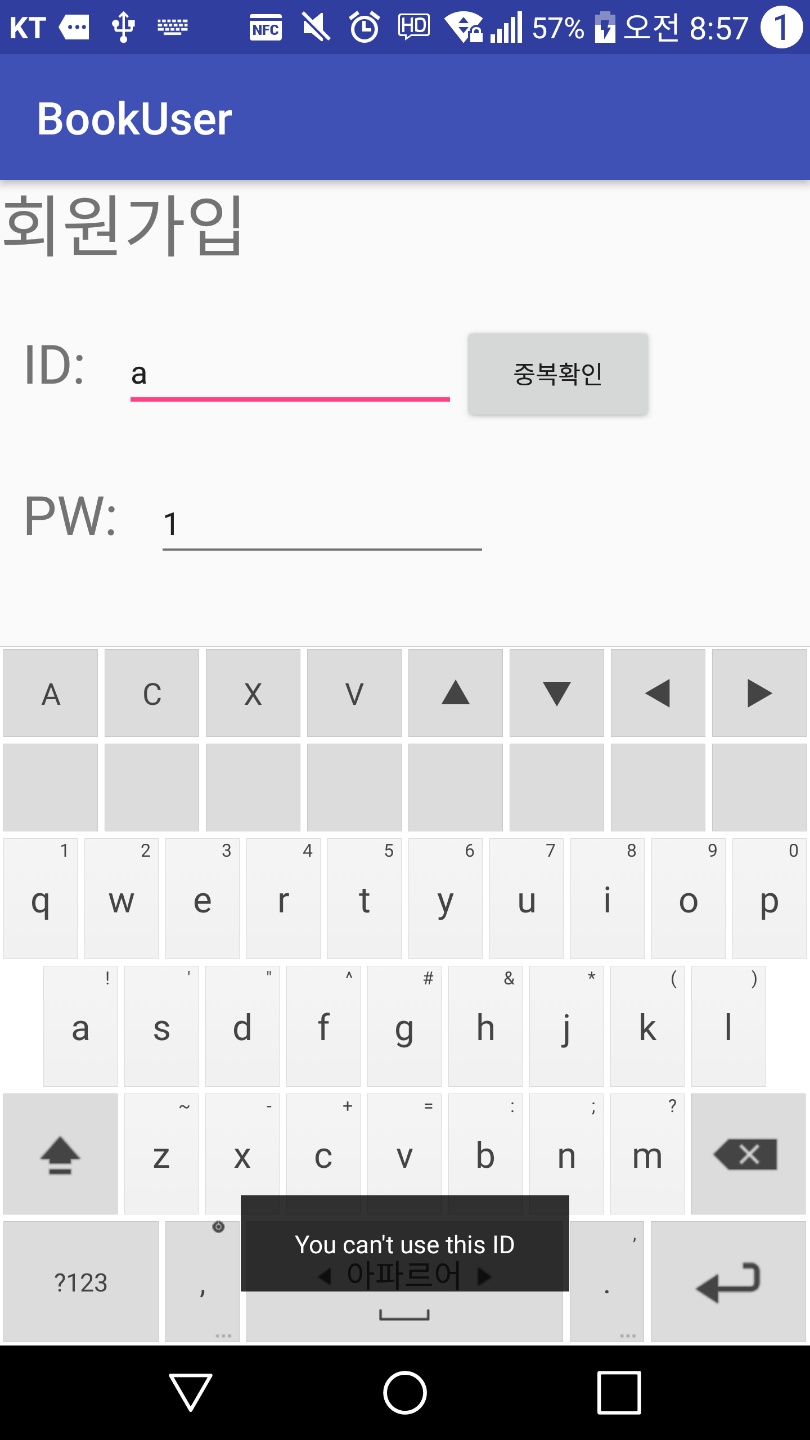 KT NFC HD 57% 오전 8:57 1
BookUser
회원가입
ID: a 중복확인
PW: 1
A C X V
1 2 3 4 5 6 7 8 9 0
q w e r t y u i o p
! ' " ^ # & * ( )
a s d f g h j k l
~ - + = : ; ?
z x c v b n m
You can't use this ID
?123 , 아파르어 . ,